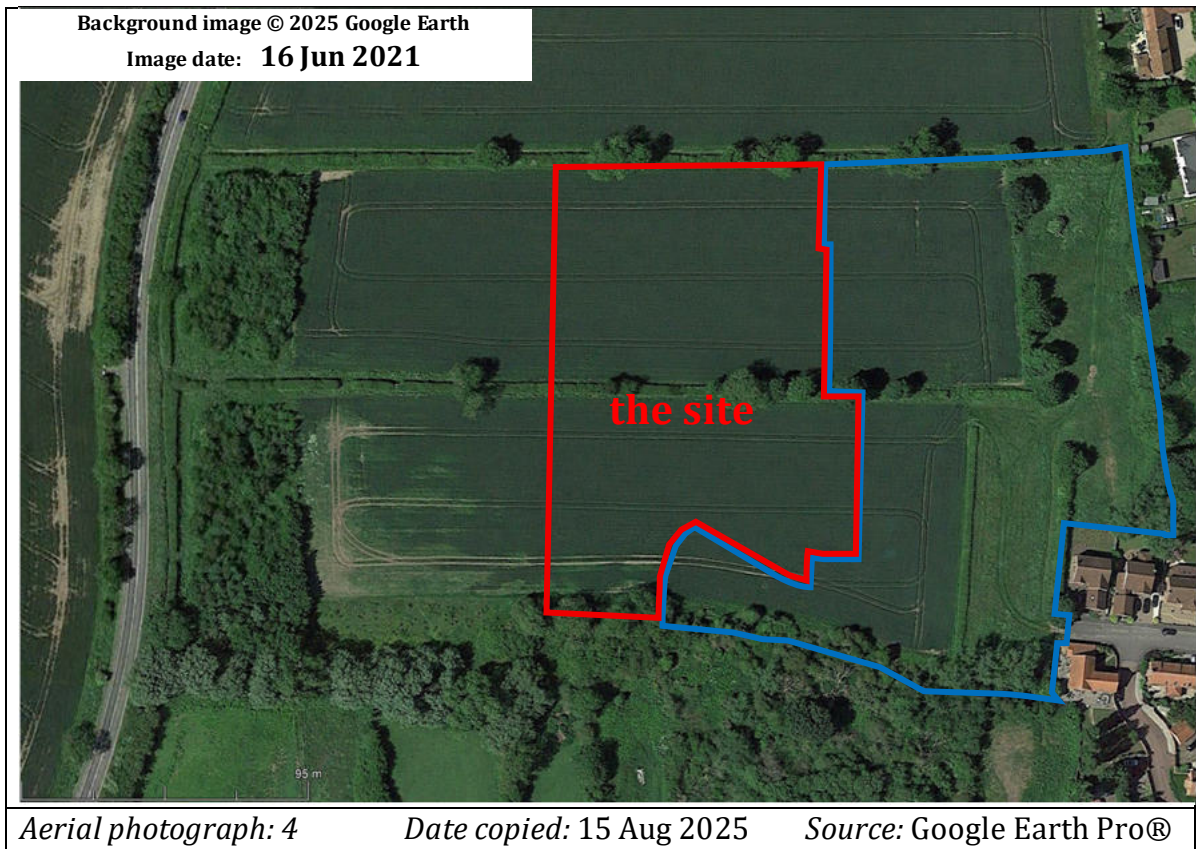 Background image © 2025 Google Earth
Image date: 16 Jun 2021
the site
95 m
Aerial photograph: 4 Date copied: 15 Aug 2025 Source: Google Earth Pro®